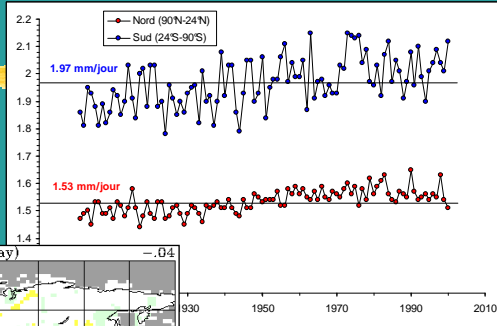 2.2
Nord (90°N-24°N)
2.1
Sud (24°S-90°S)
1.97 mm/jour
2
1.9
1.8
1.7
1.53 mm/jour
1.6
1.5
1.4
ay) -.04
930 1950 1970 1990 2010